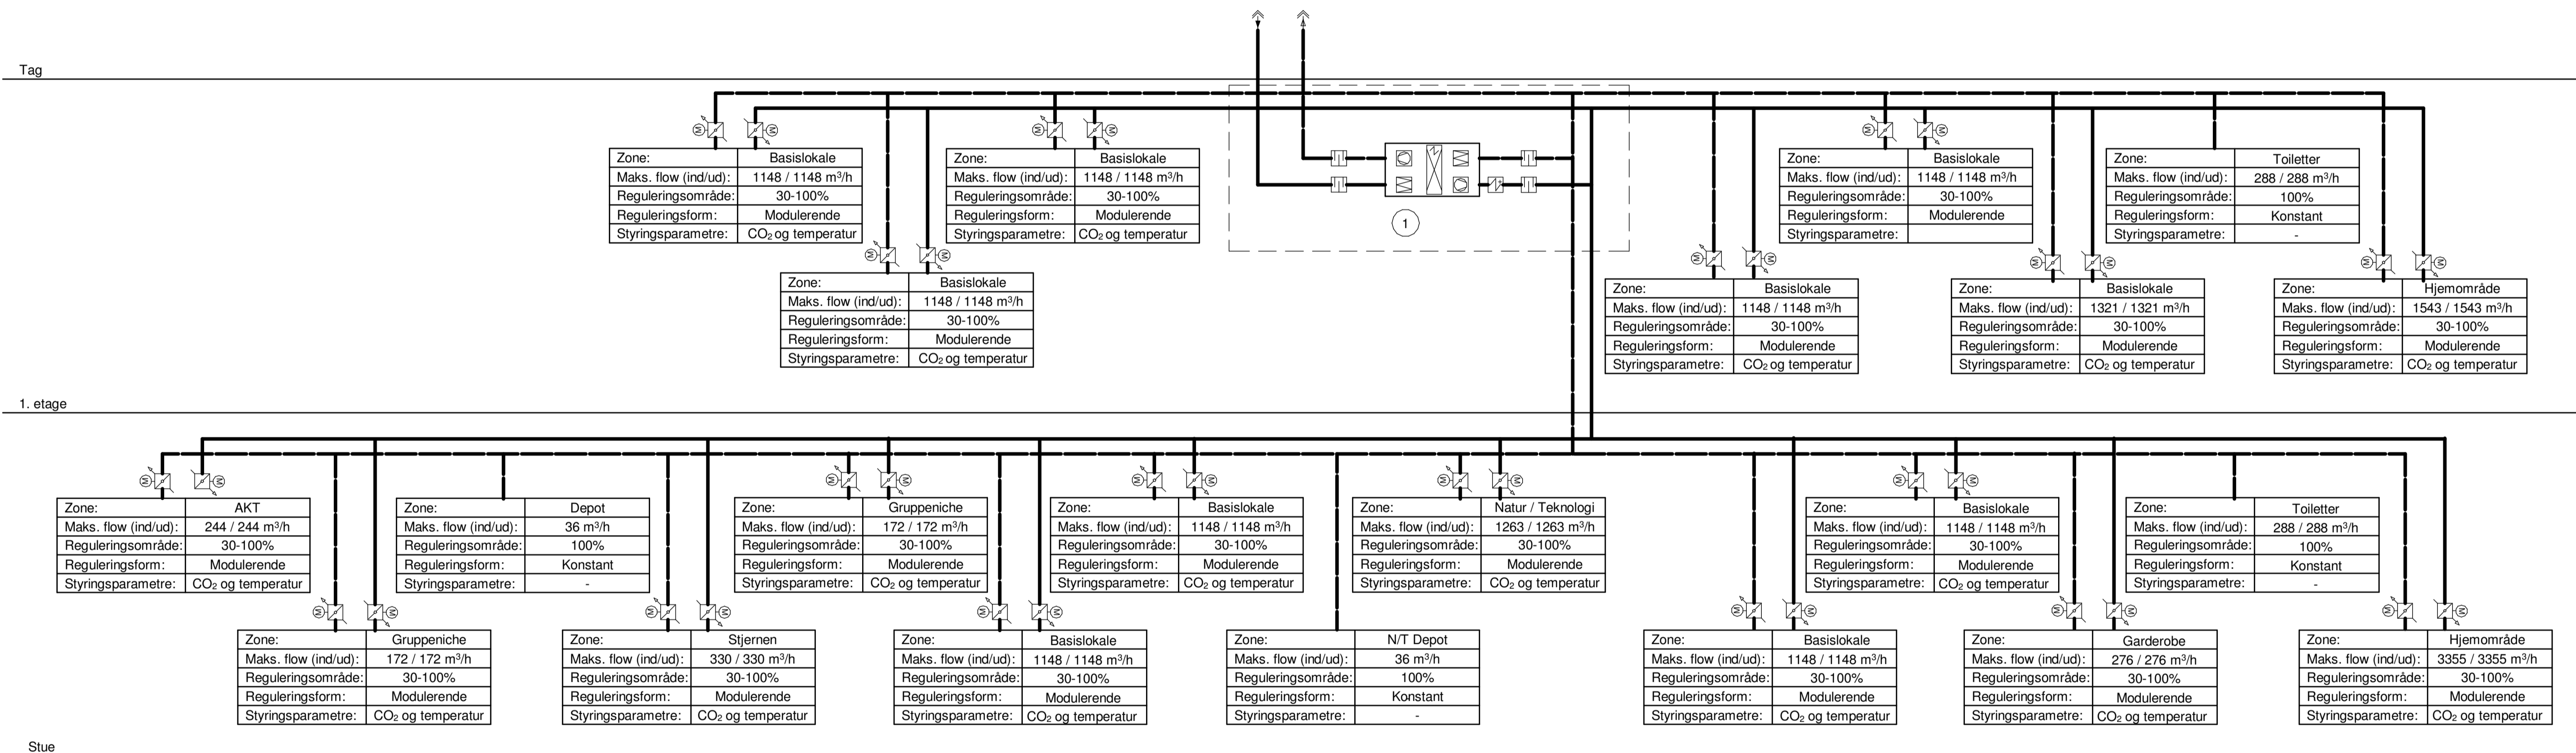 Tag
Zone: Basislokale
Maks. flow (ind/ud): 1148 / 1148 m³/h
Reguleringsområde: 30-100%
Reguleringsform: Modulerende
Styringsparametre: CO₂ og temperatur
Zone: Basislokale
Maks. flow (ind/ud): 1148 / 1148 m³/h
Reguleringsområde: 30-100%
Reguleringsform: Modulerende
Styringsparametre: CO₂ og temperatur
1
Zone: Basislokale
Maks. flow (ind/ud): 1148 / 1148 m³/h
Reguleringsområde: 30-100%
Reguleringsform: Modulerende
Styringsparametre:
Zone: Toiletter
Maks. flow (ind/ud): 288 / 288 m³/h
Reguleringsområde: 100%
Reguleringsform: Konstant
Styringsparametre: -
Zone: Basislokale
Maks. flow (ind/ud): 1148 / 1148 m³/h
Reguleringsområde: 30-100%
Reguleringsform: Modulerende
Styringsparametre: CO₂ og temperatur
Zone: Basislokale
Maks. flow (ind/ud): 1148 / 1148 m³/h
Reguleringsområde: 30-100%
Reguleringsform: Modulerende
Styringsparametre: CO₂ og temperatur
Zone: Basislokale
Maks. flow (ind/ud): 1321 / 1321 m³/h
Reguleringsområde: 30-100%
Reguleringsform: Modulerende
Styringsparametre: CO₂ og temperatur
Zone: Hjemområde
Maks. flow (ind/ud): 1543 / 1543 m³/h
Reguleringsområde: 30-100%
Reguleringsform: Modulerende
Styringsparametre: CO₂ og temperatur
1. etage
Zone: AKT
Maks. flow (ind/ud): 244 / 244 m³/h
Reguleringsområde: 30-100%
Reguleringsform: Modulerende
Styringsparametre: CO₂ og temperatur
Zone: Depot
Maks. flow (ind/ud): 36 m³/h
Reguleringsområde: 100%
Reguleringsform: Konstant
Styringsparametre: -
Zone: Gruppeniche
Maks. flow (ind/ud): 172 / 172 m³/h
Reguleringsområde: 30-100%
Reguleringsform: Modulerende
Styringsparametre: CO₂ og temperatur
Zone: Basislokale
Maks. flow (ind/ud): 1148 / 1148 m³/h
Reguleringsområde: 30-100%
Reguleringsform: Modulerende
Styringsparametre: CO₂ og temperatur
Zone: Natur / Teknologi
Maks. flow (ind/ud): 1263 / 1263 m³/h
Reguleringsområde: 30-100%
Reguleringsform: Modulerende
Styringsparametre: CO₂ og temperatur
Zone: Basislokale
Maks. flow (ind/ud): 1148 / 1148 m³/h
Reguleringsområde: 30-100%
Reguleringsform: Modulerende
Styringsparametre: CO₂ og temperatur
Zone: Toiletter
Maks. flow (ind/ud): 288 / 288 m³/h
Reguleringsområde: 100%
Reguleringsform: Konstant
Styringsparametre: -
Zone: Gruppeniche
Maks. flow (ind/ud): 172 / 172 m³/h
Reguleringsområde: 30-100%
Reguleringsform: Modulerende
Styringsparametre: CO₂ og temperatur
Zone: Stjernen
Maks. flow (ind/ud): 330 / 330 m³/h
Reguleringsområde: 30-100%
Reguleringsform: Modulerende
Styringsparametre: CO₂ og temperatur
Zone: Basislokale
Maks. flow (ind/ud): 1148 / 1148 m³/h
Reguleringsområde: 30-100%
Reguleringsform: Modulerende
Styringsparametre: CO₂ og temperatur
Zone: N/T Depot
Maks. flow (ind/ud): 36 m³/h
Reguleringsområde: 100%
Reguleringsform: Konstant
Styringsparametre: -
Zone: Basislokale
Maks. flow (ind/ud): 1148 / 1148 m³/h
Reguleringsområde: 30-100%
Reguleringsform: Modulerende
Styringsparametre: CO₂ og temperatur
Zone: Garderobe
Maks. flow (ind/ud): 276 / 276 m³/h
Reguleringsområde: 30-100%
Reguleringsform: Modulerende
Styringsparametre: CO₂ og temperatur
Zone: Hjemområde
Maks. flow (ind/ud): 3355 / 3355 m³/h
Reguleringsområde: 30-100%
Reguleringsform: Modulerende
Styringsparametre: CO₂ og temperatur
Stue